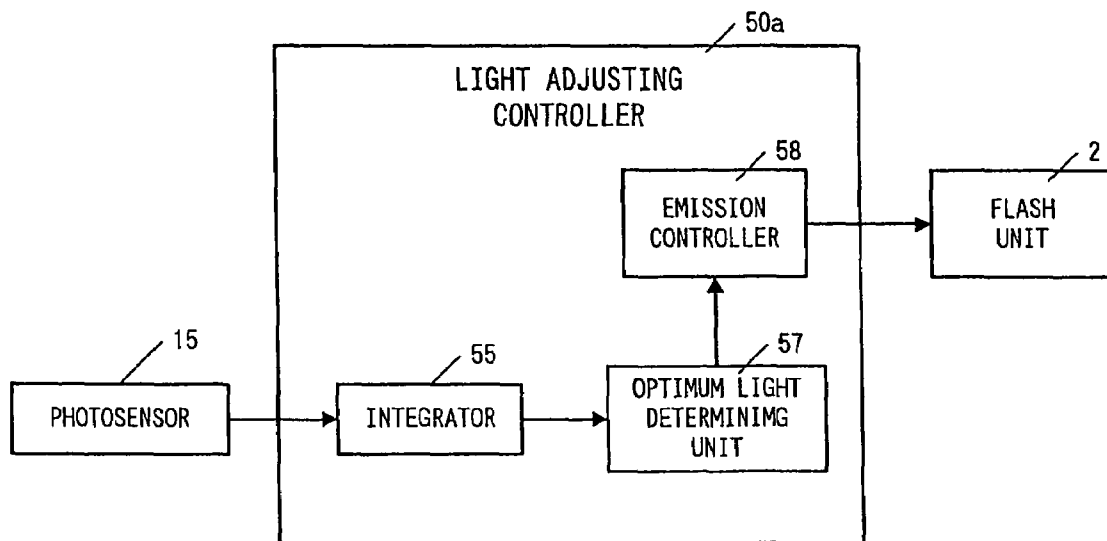 50a
LIGHT ADJUSTING
CONTROLLER
58
EMISSION
CONTROLLER
2
FLASH
UNIT
15
PHOTOSENSOR
55
INTEGRATOR
57
OPTIMUM LIGHT
DETERMINIMG
UNIT